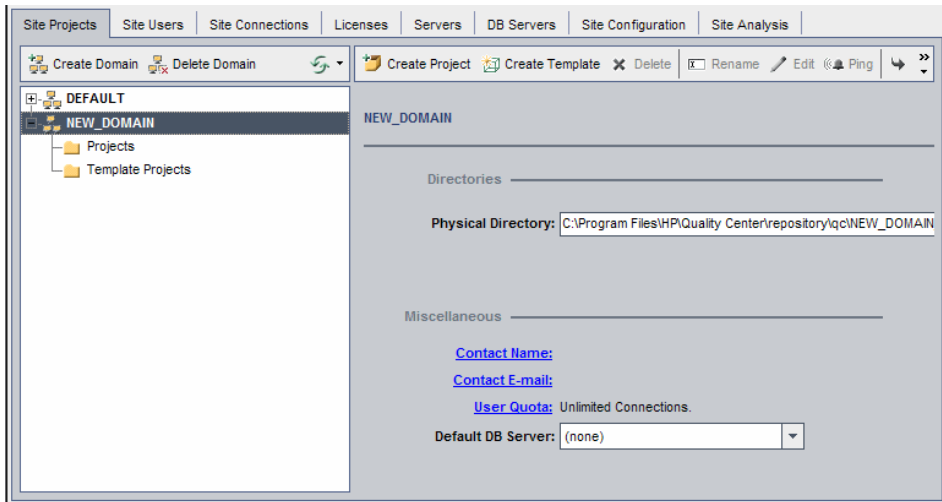 Site Projects Site Users Site Connections Licenses Servers DB Servers Site Configuration Site Analysis
Create Domain Delete Domain Create Project Create Template Delete Rename Edit Ping
DEFAULT
NEW_DOMAIN
Projects
Template Projects
NEW_DOMAIN
Directories
Physical Directory: C:\Program Files\HP\Quality Center\repository\qc\NEW_DOMAIN
Miscellaneous
Contact Name:
Contact E-mail:
User Quota: Unlimited Connections.
Default DB Server: (none)